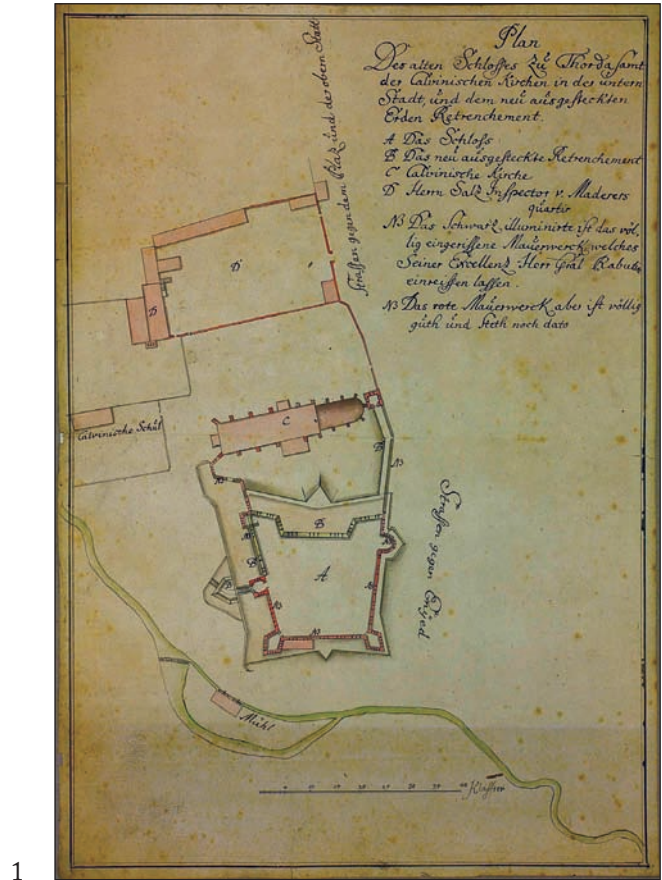 Plan
Des alten Schlosses Zu Thorda samt
der Calvinischen Kirchen in der untern
Stadt, und dem neu ausgesteckten
Erden Retrenchement.
A Das Schloss
B Das neu ausgesteckte Retrenchement
C Calvinische Kirche
D Herrn Salz Inspector v. Maderers
quartir
NB Das Schwarz illuminirte ist das völ„
lig eingerissene Mauerwerck, welches
Seiner Excellenz Herr Gral Rabutin
einreissen lassen.
NB Das rote Mauerwerck aber ist völlig
guth und steth noch dato
Strassen gegen dem Plaz und der obern Stadt
D
D
Calvinische Schul
C
B
NB
B
A
Strassen gegen Enyed
Mühl
Klaffter
1